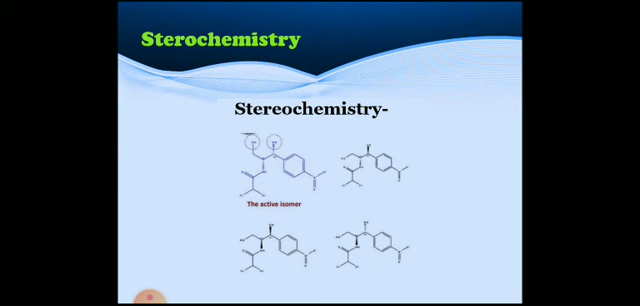 Sterochemistry
Stereochemistry-
The active isomer